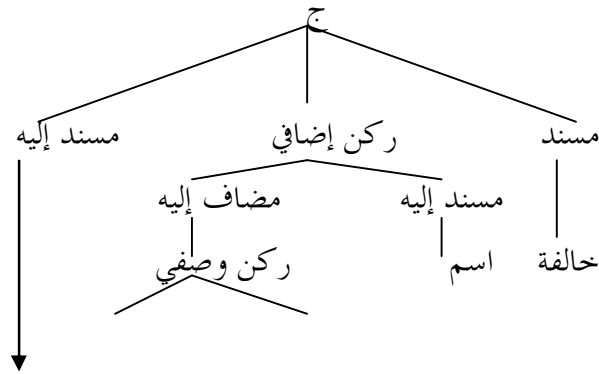 ج
مسند ركن إضافي مسند إليه
مسند إليه مضاف إليه
خالفة اسم ركن وصفي